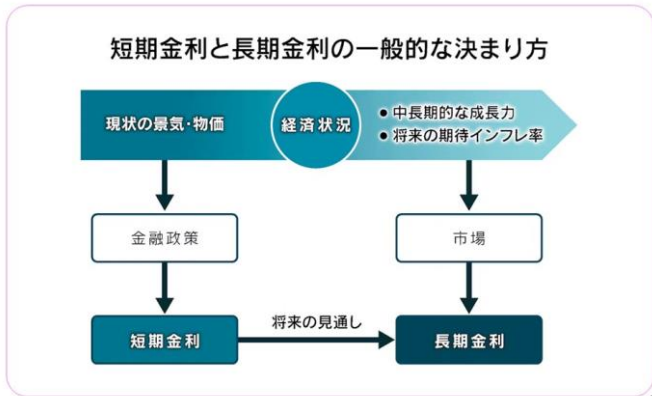 短期金利と長期金利の一般的な決まり方
現状の景気・物価
経済状況
● 中長期的な成長力
● 将来の期待インフレ率
金融政策
市場
短期金利
将来の見通し
長期金利